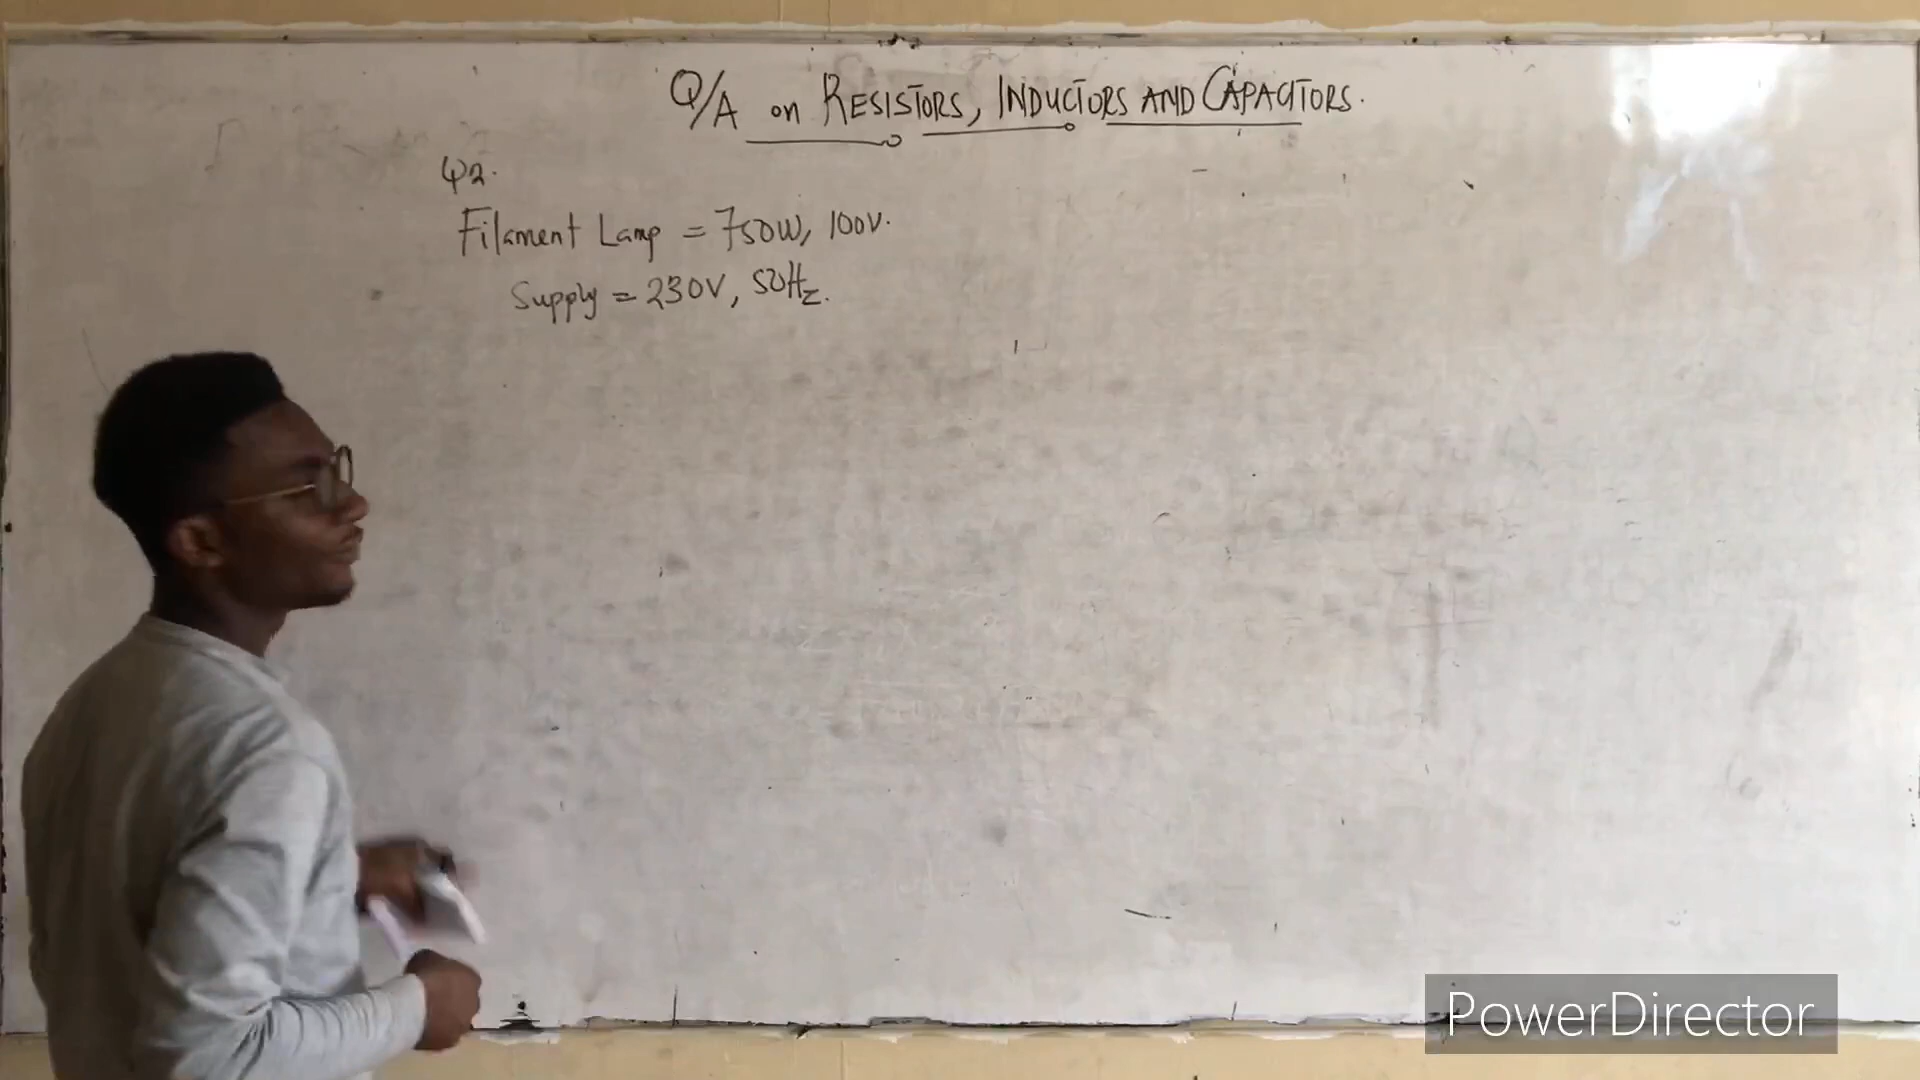 Q/A on RESISTORS, INDUCTORS AND CAPACITORS.
Q2.
Filament Lamp = 750W, 100V.
Supply = 230V, 50Hz.
PowerDirector